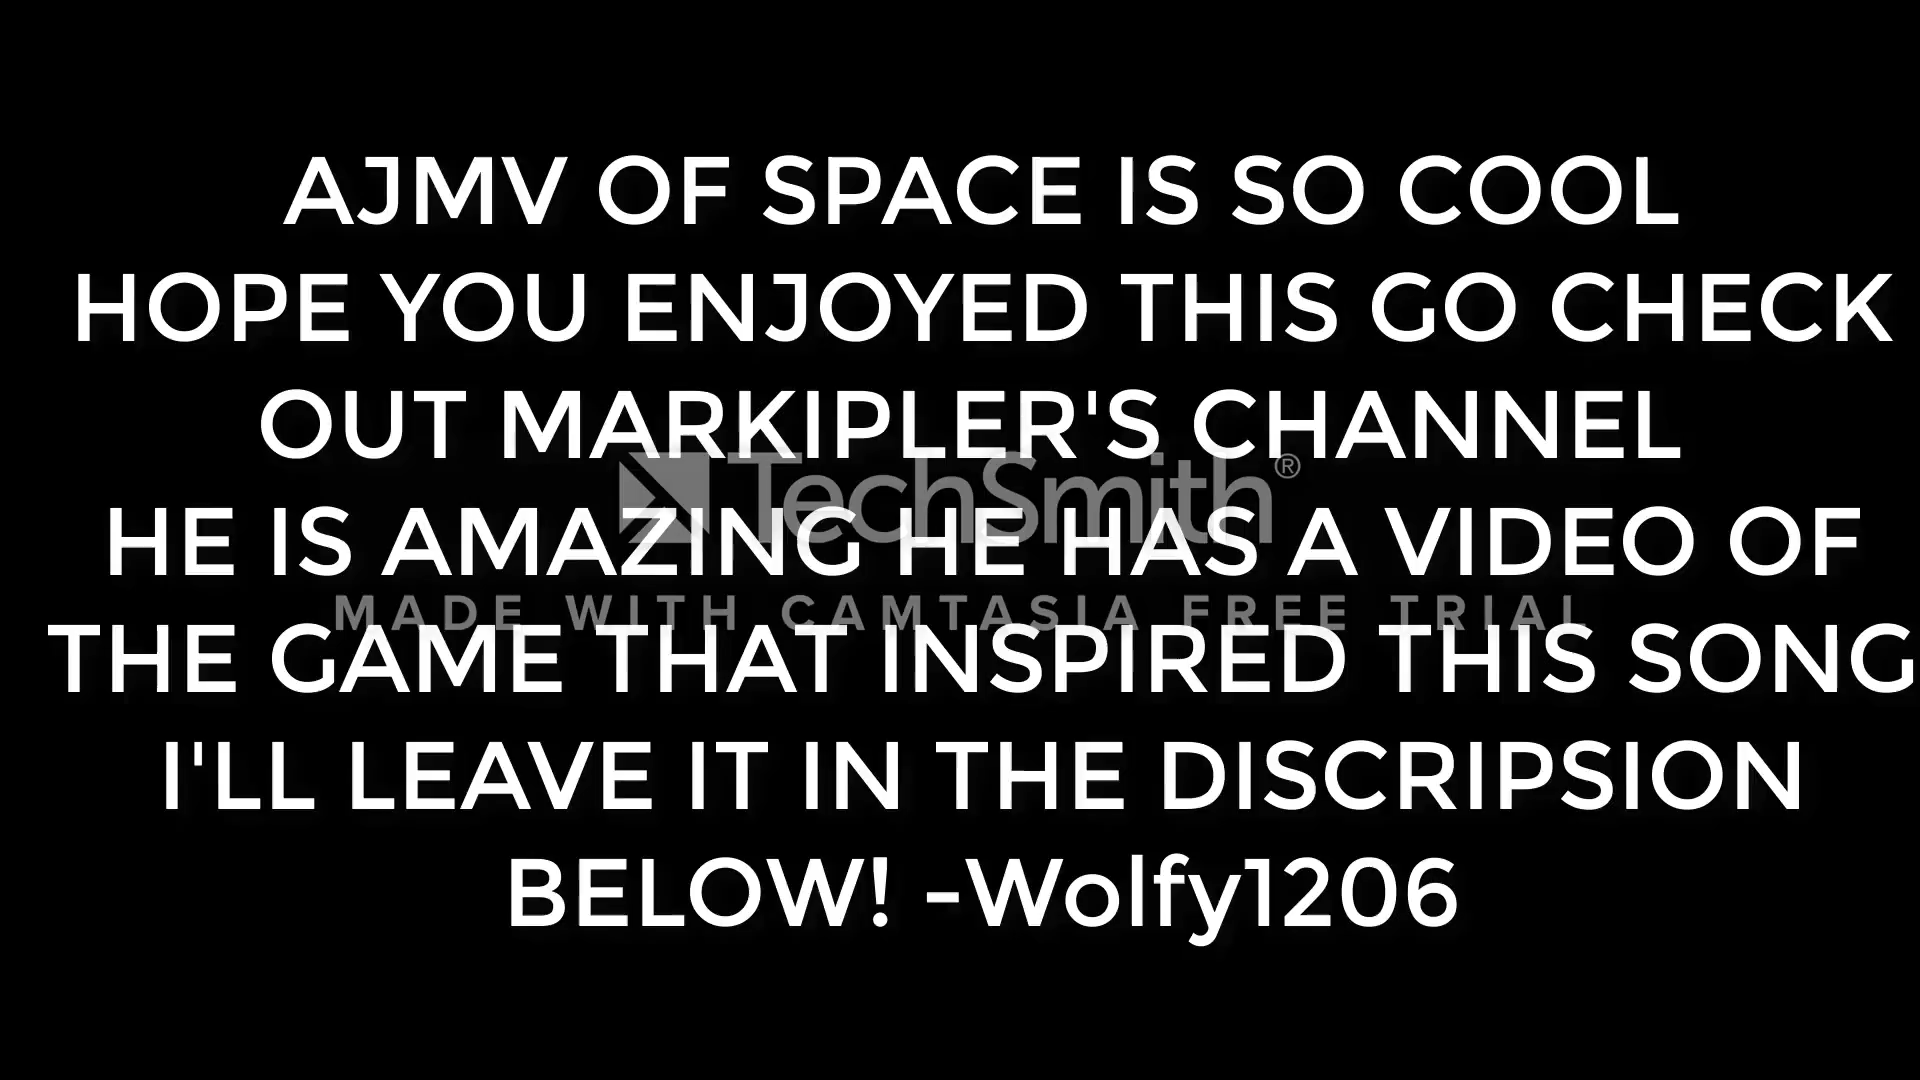 AJMV OF SPACE IS SO COOL
HOPE YOU ENJOYED THIS GO CHECK
OUT MARKIPLER'S CHANNEL
TechSmith®
HE IS AMAZING HE HAS A VIDEO OF
MADE WITH CAMTASIA FREE TRIAL
THE GAME THAT INSPIRED THIS SONG
I'LL LEAVE IT IN THE DISCRIPSION
BELOW! -Wolfy1206